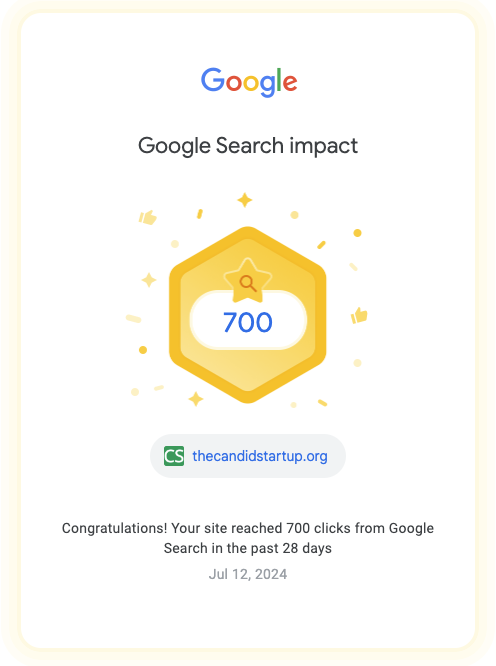 Google
Google Search impact
700
CS thecandidstartup.org
Congratulations! Your site reached 700 clicks from Google
Search in the past 28 days
Jul 12, 2024